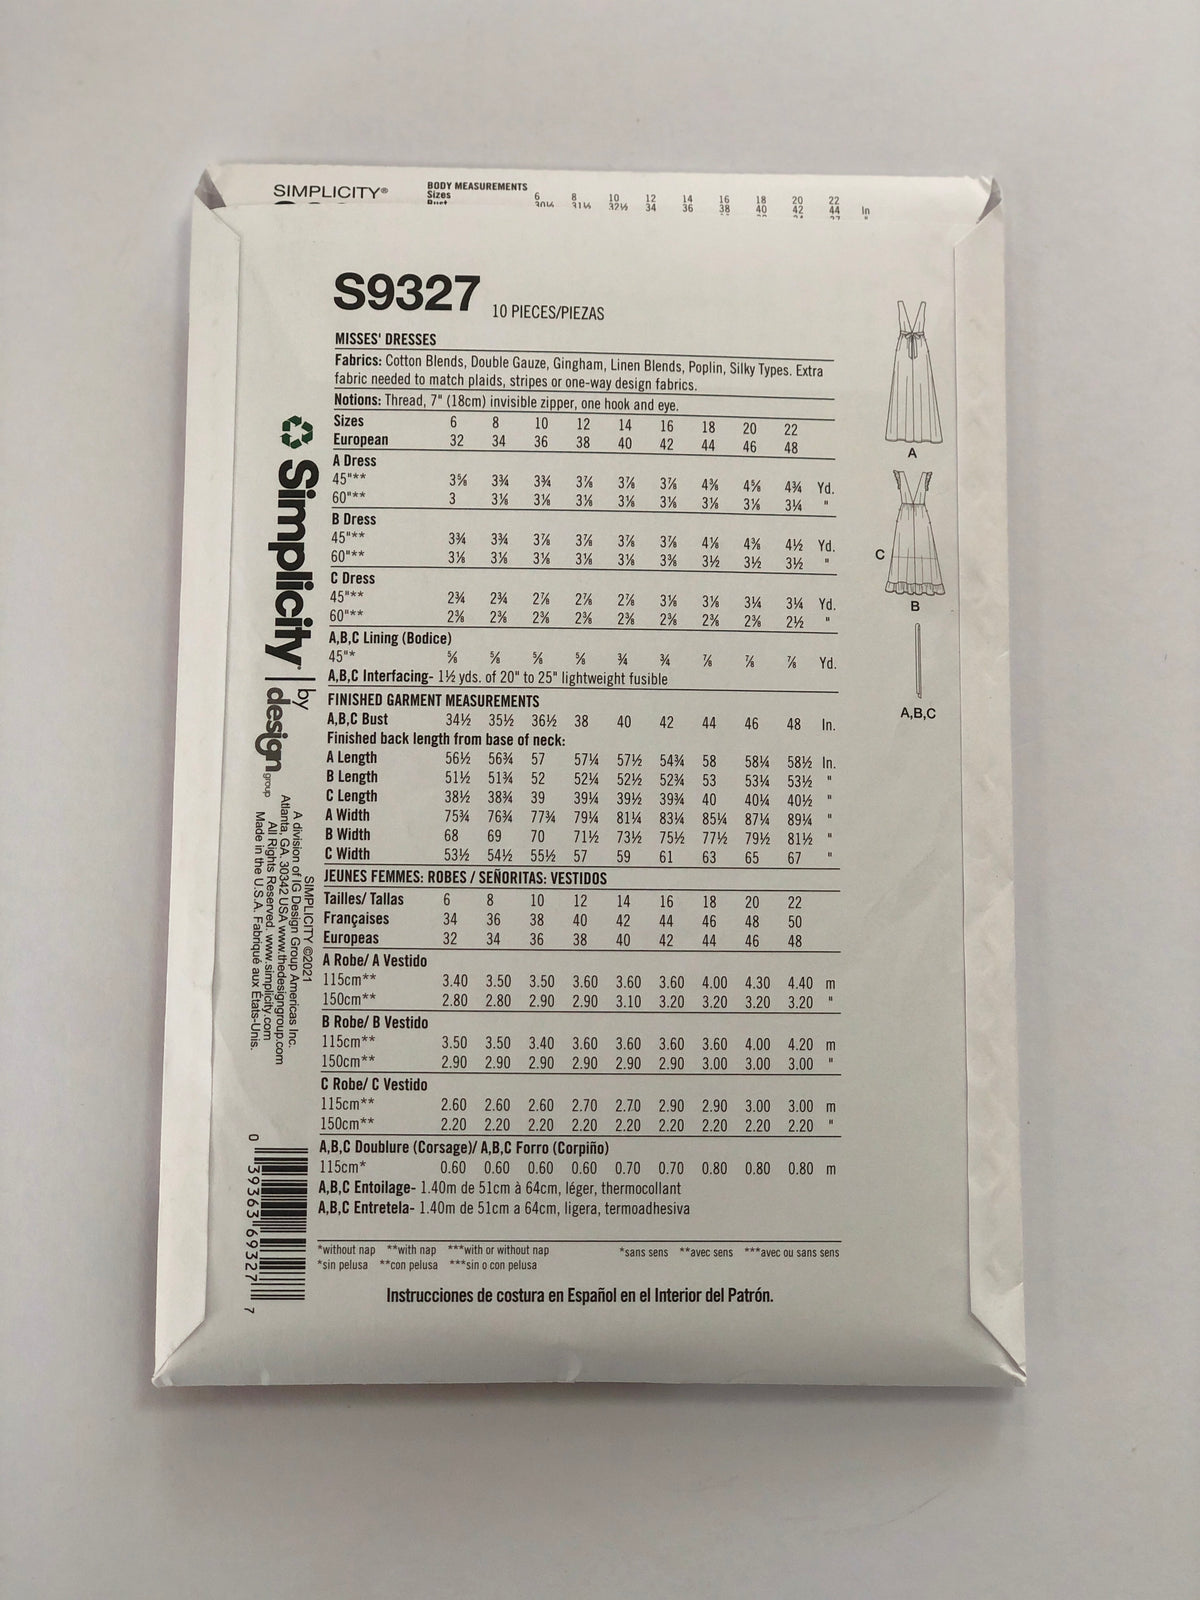 SIMPLICITY®
BODY MEASUREMENTS
Sizes 6 8 10 12 14 16 18 20 22
Bust 30½ 31½ 32½ 34 36 38 40 42 44 In
S9327 10 PIECES/PIEZAS
MISSES' DRESSES
Fabrics: Cotton Blends, Double Gauze, Gingham, Linen Blends, Poplin, Silky Types. Extra
fabric needed to match plaids, stripes or one-way design fabrics.
Notions: Thread, 7" (18cm) invisible zipper, one hook and eye.
Sizes 6 8 10 12 14 16 18 20 22
European 32 34 36 38 40 42 44 46 48
A Dress
45"** 3⅝ 3¾ 3¾ 3⅞ 3⅞ 3⅞ 4⅜ 4⅝ 4¾ Yd.
60"** 3 3⅛ 3⅛ 3⅛ 3⅛ 3⅛ 3⅛ 3⅛ 3¼ "
B Dress
45"** 3¾ 3¾ 3⅞ 3⅞ 3⅞ 3⅞ 4⅛ 4⅜ 4½ Yd.
60"** 3⅛ 3⅛ 3⅛ 3⅛ 3⅛ 3⅜ 3½ 3½ 3½ "
C Dress
45"** 2¾ 2¾ 2⅞ 2⅞ 2⅞ 3⅛ 3⅛ 3¼ 3¼ Yd.
60"** 2⅜ 2⅜ 2⅜ 2⅜ 2⅜ 2⅜ 2⅜ 2⅜ 2½ "
A,B,C Lining (Bodice)
45"* ⅝ ⅝ ⅝ ⅝ ¾ ¾ ⅞ ⅞ ⅞ Yd.
A,B,C Interfacing- 1½ yds. of 20" to 25" lightweight fusible
FINISHED GARMENT MEASUREMENTS
A,B,C Bust 34½ 35½ 36½ 38 40 42 44 46 48 In.
Finished back length from base of neck:
A Length 56½ 56¾ 57 57¼ 57½ 54¾ 58 58¼ 58½ In.
B Length 51½ 51¾ 52 52¼ 52½ 52¾ 53 53¼ 53½ "
C Length 38½ 38¾ 39 39¼ 39½ 39¾ 40 40¼ 40½ "
A Width 75¾ 76¾ 77¾ 79¼ 81¼ 83¼ 85¼ 87¼ 89¼ "
B Width 68 69 70 71½ 73½ 75½ 77½ 79½ 81½ "
C Width 53½ 54½ 55½ 57 59 61 63 65 67 "
JEUNES FEMMES: ROBES / SEÑORITAS: VESTIDOS
Tailles/ Tallas 6 8 10 12 14 16 18 20 22
Françaises 34 36 38 40 42 44 46 48 50
Europeas 32 34 36 38 40 42 44 46 48
A Robe/ A Vestido
115cm** 3.40 3.50 3.50 3.60 3.60 3.60 4.00 4.30 4.40 m
150cm** 2.80 2.80 2.90 2.90 3.10 3.20 3.20 3.20 3.20 "
B Robe/ B Vestido
115cm** 3.50 3.50 3.40 3.60 3.60 3.60 3.60 4.00 4.20 m
150cm** 2.90 2.90 2.90 2.90 2.90 2.90 3.00 3.00 3.00 "
C Robe/ C Vestido
115cm** 2.60 2.60 2.60 2.70 2.70 2.90 2.90 3.00 3.00 m
150cm** 2.20 2.20 2.20 2.20 2.20 2.20 2.20 2.20 2.20 "
A,B,C Doublure (Corsage)/ A,B,C Forro (Corpiño)
115cm* 0.60 0.60 0.60 0.60 0.70 0.70 0.80 0.80 0.80 m
A,B,C Entoilage- 1.40m de 51cm à 64cm, léger, thermocollant
A,B,C Entretela- 1.40m de 51cm a 64cm, ligera, termoadhesiva
*without nap **with nap ***with or without nap *sans sens **avec sens ***avec ou sans sens
*sin pelusa **con pelusa ***sin o con pelusa
Instrucciones de costura en Español en el Interior del Patrón.
A
C
B
A,B,C
Simplicity® by design group
SIMPLICITY ©2021
A division of IG Design Group Americas Inc.
Atlanta, GA. 30342 USA www.thedesigngroup.com
All Rights Reserved. www.simplicity.com
Made in the U.S.A. Fabriqué aux États-Unis.
0 39363 69327 7